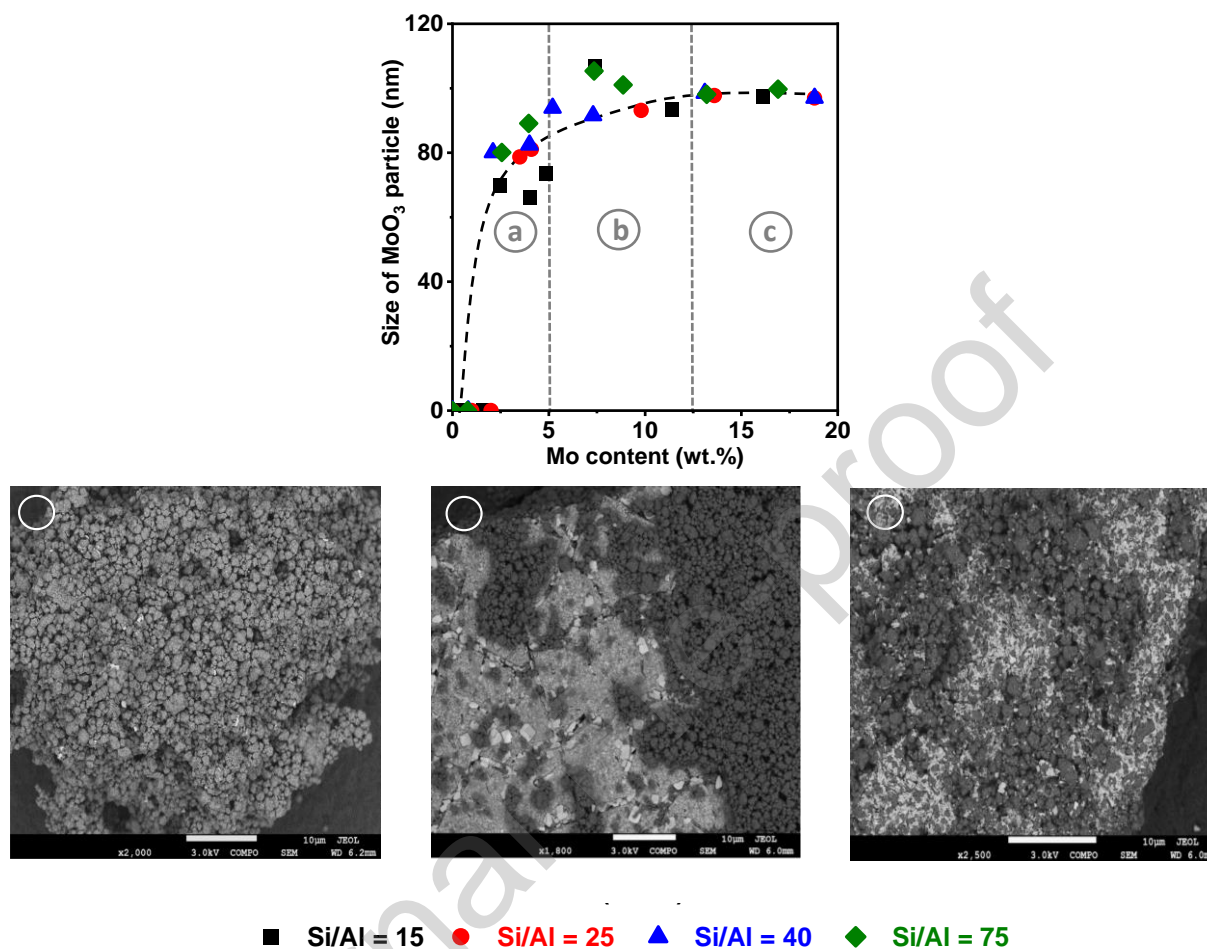 120
80
40
0
Size of MoO₃ particle (nm)
a
b
c
0 5 10 15 20
Mo content (wt.%)
proof
10µm JEOL
x2,000 3.0kV COMPO SEM WD 6.2mm
10µm JEOL
x1,800 3.0kV COMPO SEM WD 6.0mm
10µm JEOL
x2,500 3.0kV COMPO SEM WD 6.0mm
nal
Si/Al = 15 Si/Al = 25 Si/Al = 40 Si/Al = 75